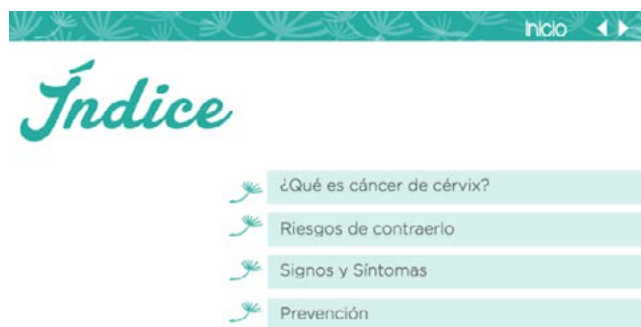 Inicio
Índice
¿Qué es cáncer de cérvix?
Riesgos de contraerlo
Signos y Síntomas
Prevención